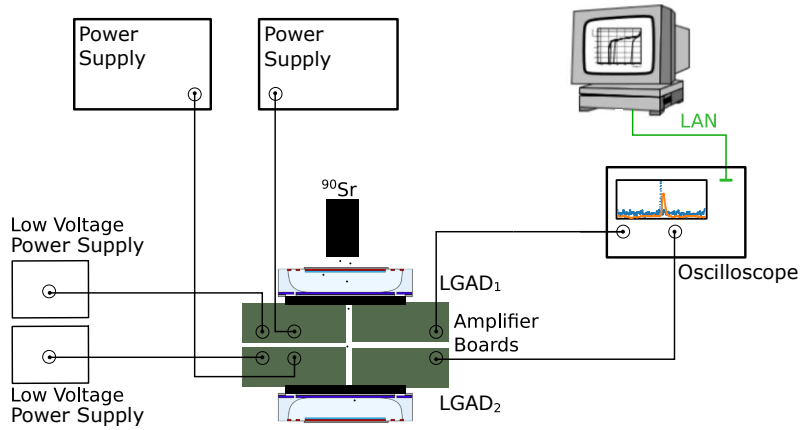 Power
Supply
Power
Supply
LAN
⁹⁰Sr
Low Voltage
Power Supply
Oscilloscope
LGAD₁
Amplifier
Boards
Low Voltage
Power Supply
LGAD₂